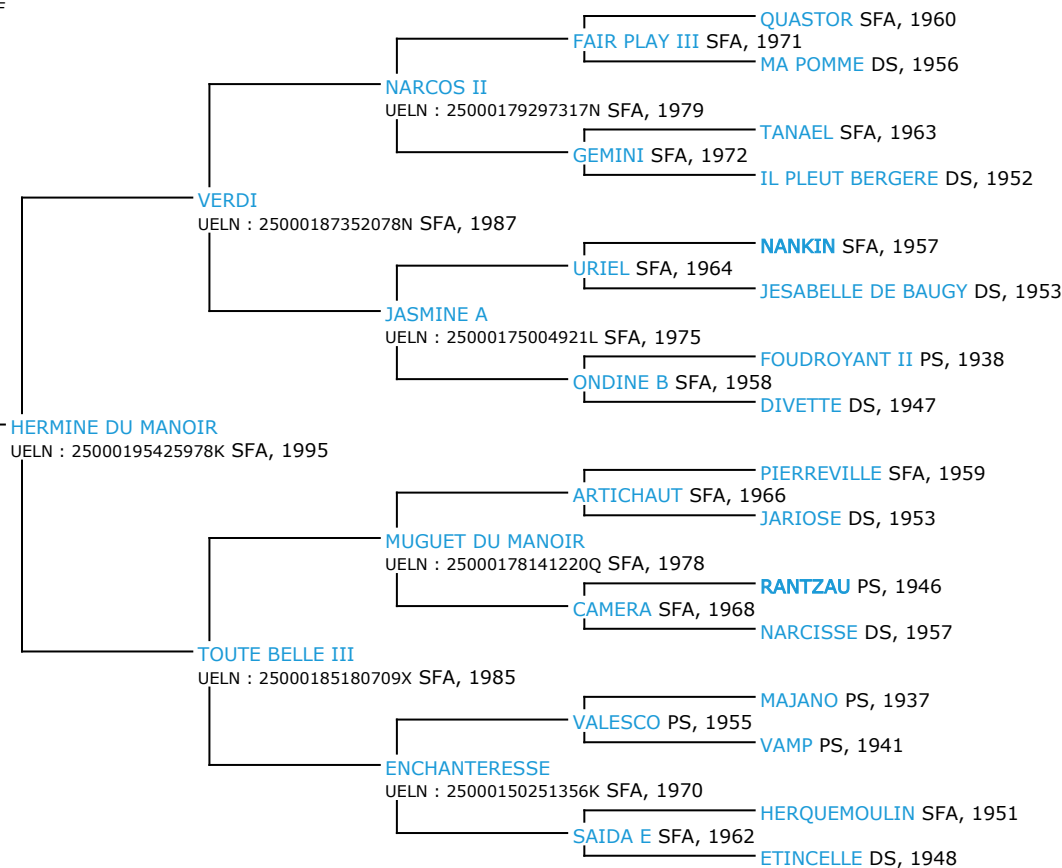 QUASTOR SFA, 1960
FAIR PLAY III SFA, 1971
MA POMME DS, 1956
NARCOS II
UELN : 25000179297317N SFA, 1979
TANAEL SFA, 1963
GEMINI SFA, 1972
IL PLEUT BERGERE DS, 1952
VERDI
UELN : 25000187352078N SFA, 1987
NANKIN SFA, 1957
URIEL SFA, 1964
JESABELLE DE BAUGY DS, 1953
JASMINE A
UELN : 25000175004921L SFA, 1975
FOUDROYANT II PS, 1938
ONDINE B SFA, 1958
DIVETTE DS, 1947
HERMINE DU MANOIR
UELN : 25000195425978K SFA, 1995
PIERREVILLE SFA, 1959
ARTICHAUT SFA, 1966
JARIOSE DS, 1953
MUGUET DU MANOIR
UELN : 25000178141220Q SFA, 1978
RANTZAU PS, 1946
CAMERA SFA, 1968
NARCISSE DS, 1957
TOUTE BELLE III
UELN : 25000185180709X SFA, 1985
MAJANO PS, 1937
VALESCO PS, 1955
VAMP PS, 1941
ENCHANTERESSE
UELN : 25000150251356K SFA, 1970
HERQUEMOULIN SFA, 1951
SAIDA E SFA, 1962
ETINCELLE DS, 1948